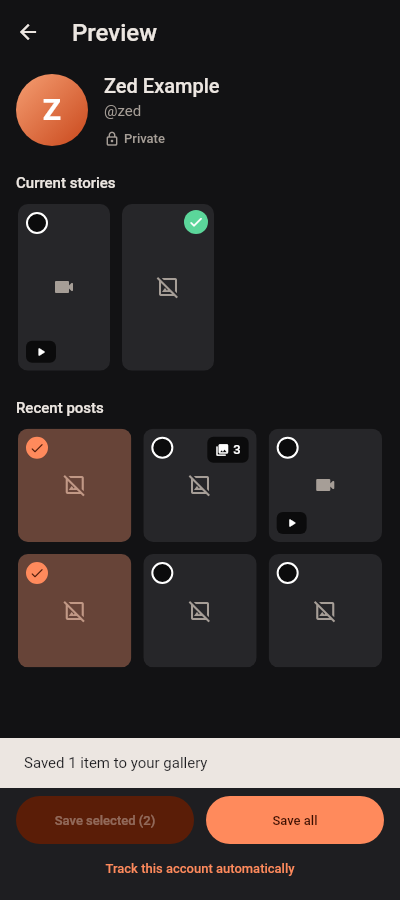 Preview
Z
Zed Example
@zed
Private
Current stories
Recent posts
3
Saved 1 item to your gallery
Save selected (2)
Save all
Track this account automatically